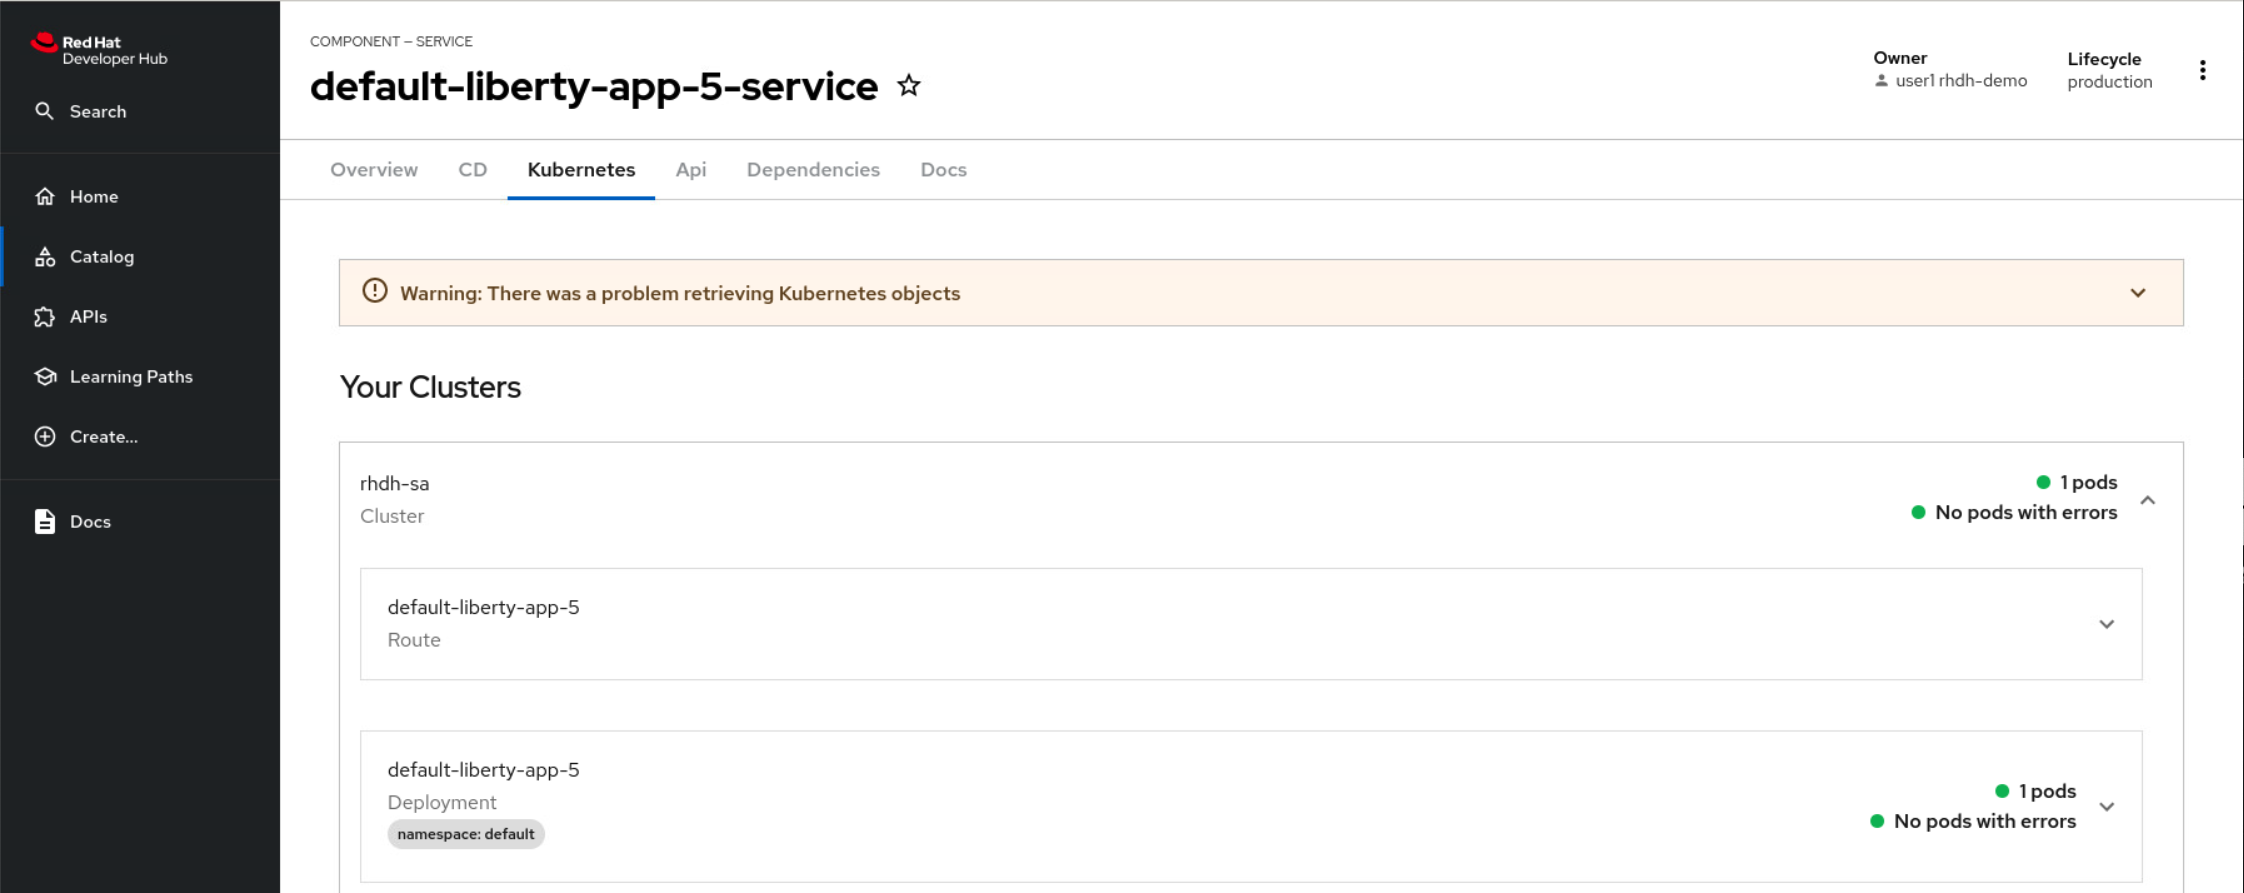 Red Hat
Developer Hub
Search
Home
Catalog
APIs
Learning Paths
Create...
Docs
COMPONENT – SERVICE
default-liberty-app-5-service
Owner
user1 rhdh-demo
Lifecycle
production
Overview CD Kubernetes Api Dependencies Docs
Warning: There was a problem retrieving Kubernetes objects
Your Clusters
rhdh-sa
Cluster
1 pods
No pods with errors
default-liberty-app-5
Route
default-liberty-app-5
Deployment
namespace: default
1 pods
No pods with errors